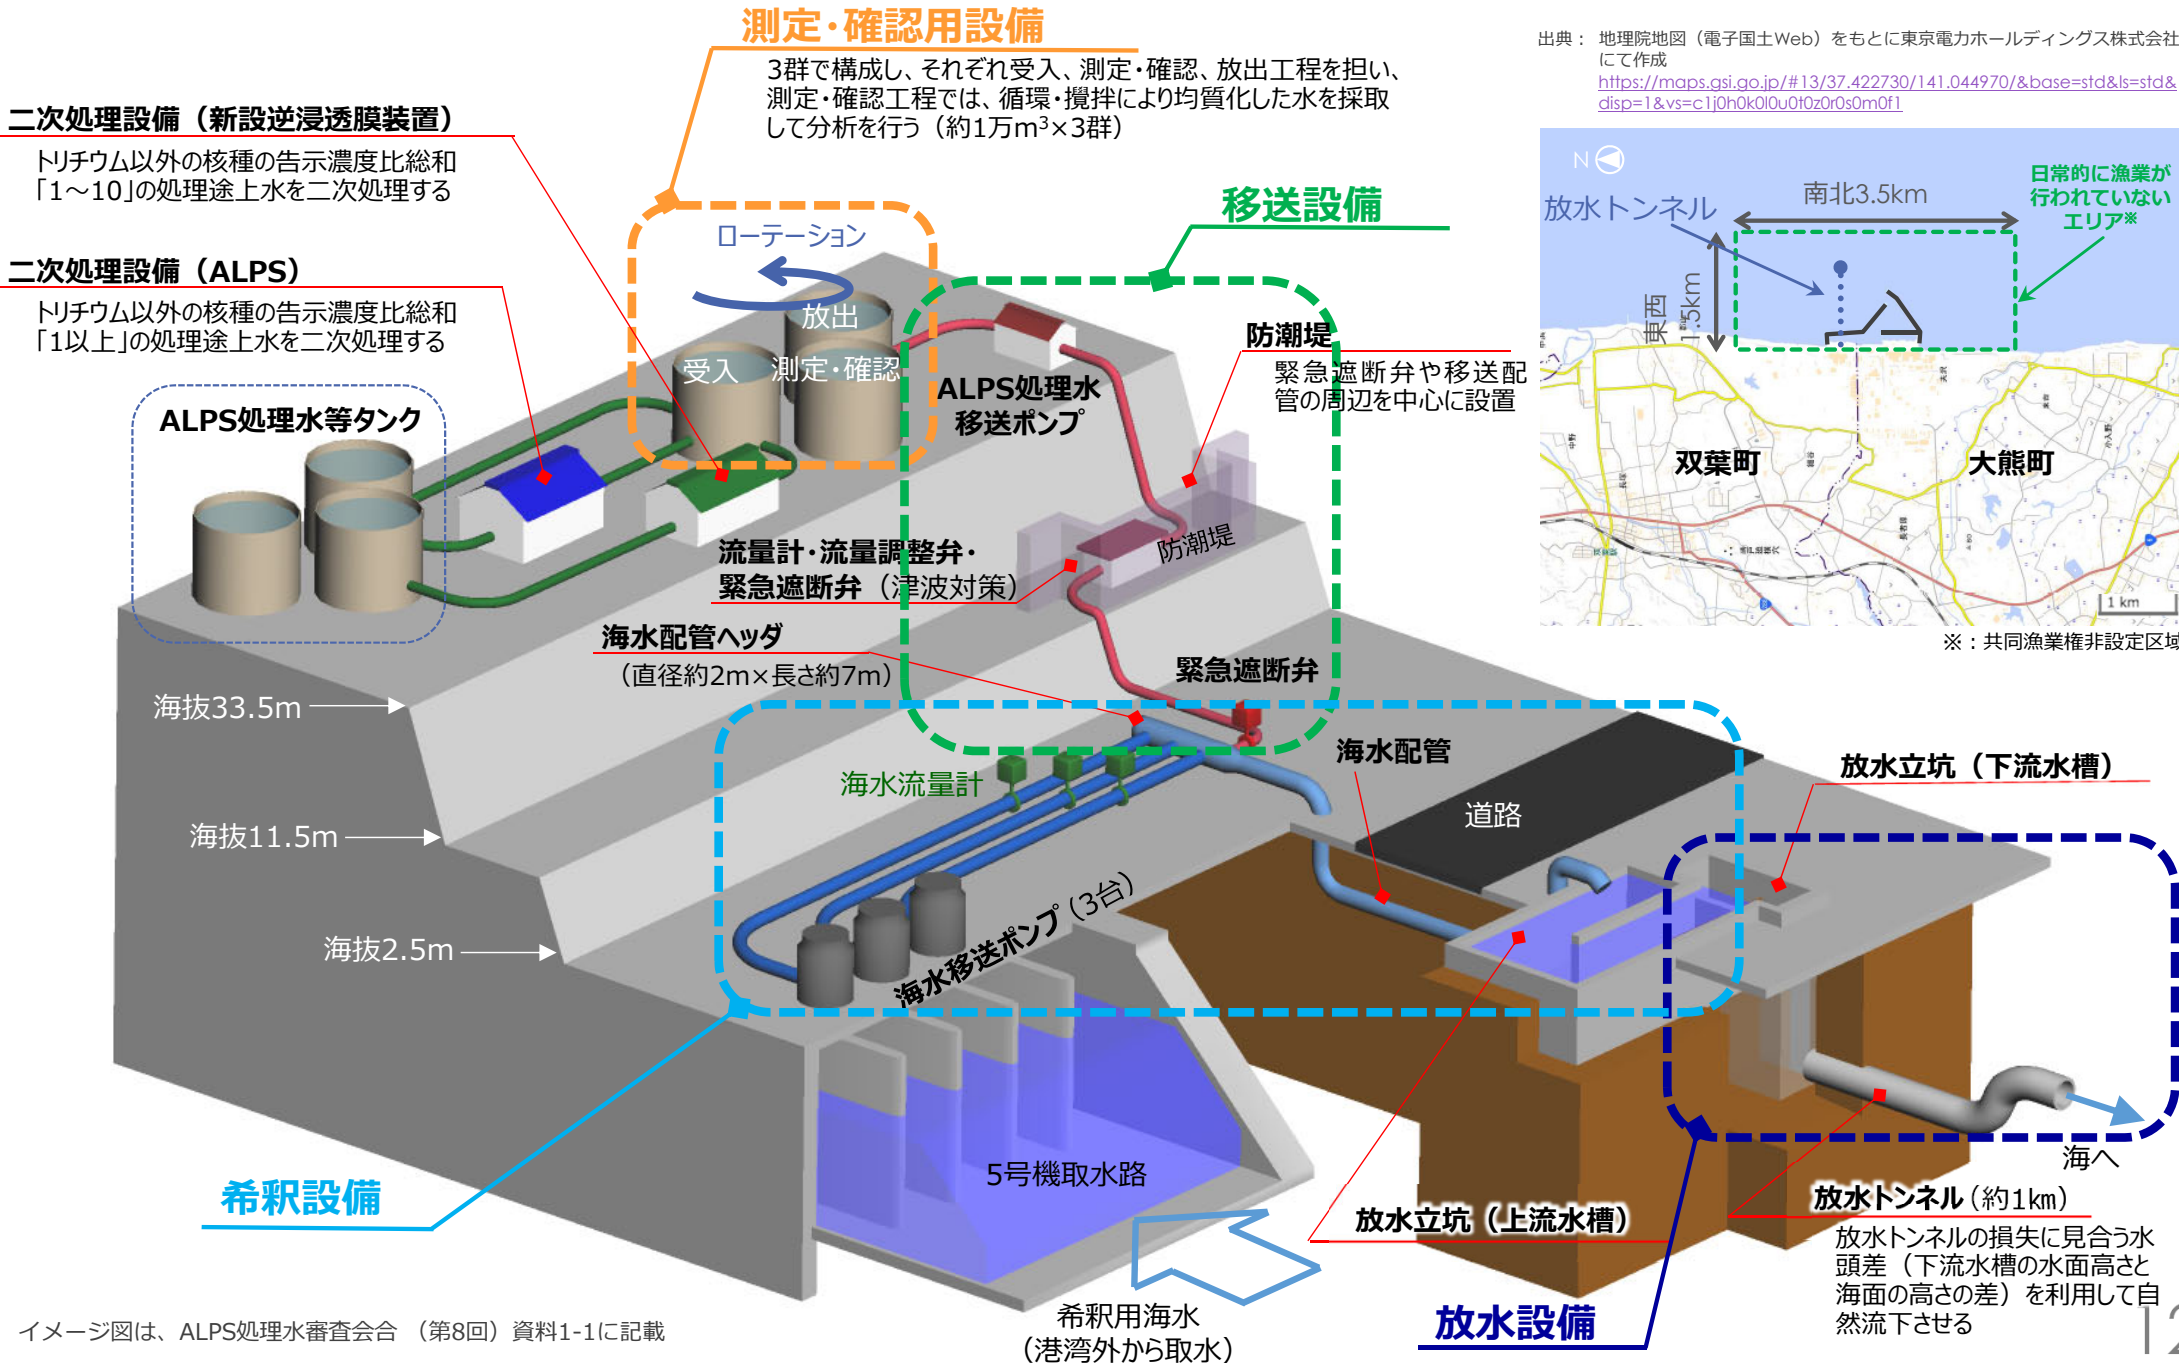 測定・確認用設備
3群で構成し、それぞれ受入、測定・確認、放出工程を担い、
測定・確認工程では、循環・攪拌により均質化した水を採取
して分析を行う（約1万m³×3群）
出典： 地理院地図（電子国土Web）をもとに東京電力ホールディングス株式会社
にて作成
https://maps.gsi.go.jp/#13/37.422730/141.044970/&base=std&ls=std&
disp=1&vs=c1j0h0k0l0u0t0z0r0s0m0f1
二次処理設備（新設逆浸透膜装置）
トリチウム以外の核種の告示濃度比総和
「1～10」の処理途上水を二次処理する
二次処理設備（ALPS）
トリチウム以外の核種の告示濃度比総和
「1以上」の処理途上水を二次処理する
ALPS処理水等タンク
ローテーション
放出
受入
測定・確認
移送設備
ALPS処理水
移送ポンプ
防潮堤
緊急遮断弁や移送配
管の周辺を中心に設置
防潮堤
流量計・流量調整弁・
緊急遮断弁（津波対策）
海水配管ヘッダ
（直径約2m×長さ約7m）
緊急遮断弁
N
放水トンネル
南北3.5km
東西
1.5km
日常的に漁業が
行われていない
エリア※
双葉町
大熊町
1 km
※：共同漁業権非設定区域
海抜33.5m
海抜11.5m
海抜2.5m
海水流量計
海水配管
道路
放水立坑（下流水槽）
海水移送ポンプ（3台）
5号機取水路
希釈設備
希釈用海水
（港湾外から取水）
放水立坑（上流水槽）
放水設備
海へ
放水トンネル（約1km）
放水トンネルの損失に見合う水
頭差（下流水槽の水面高さと
海面の高さの差）を利用して自
然流下させる
イメージ図は、ALPS処理水審査会合 （第8回）資料1-1に記載